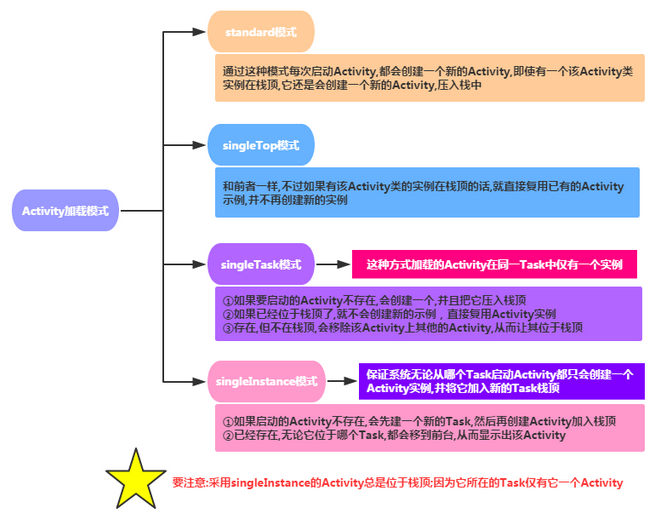 standard模式
通过这种模式每次启动Activity,都会创建一个新的Activity,即使有一个该Activity类
实例在栈顶,它还是会创建一个新的Activity,压入栈中
singleTop模式
和前者一样,不过如果有该Activity类的实例在栈顶的话,就直接复用已有的Activity
示例,并不再创建新的实例
Activity加载模式
singleTask模式
这种方式加载的Activity在同一Task中仅有一个实例
①如果要启动的Activity不存在,会创建一个,并且把它压入栈顶
②如果已经位于栈顶了,就不会创建新的示例，直接复用Activity实例
③存在,但不在栈顶,会移除该Activity上其他的Activity,从而让其位于栈顶
singleInstance模式
保证系统无论从哪个Task启动Activity都只会创建一个
Activity实例,并将它加入新的Task栈顶
①如果启动的Activity不存在,会先建一个新的Task,然后再创建Activity加入栈顶
②已经存在,无论它位于哪个Task,都会移到前台,从而显示出该Activity
要注意:采用singleInstance的Activity总是位于栈顶;因为它所在的Task仅有它一个Activity